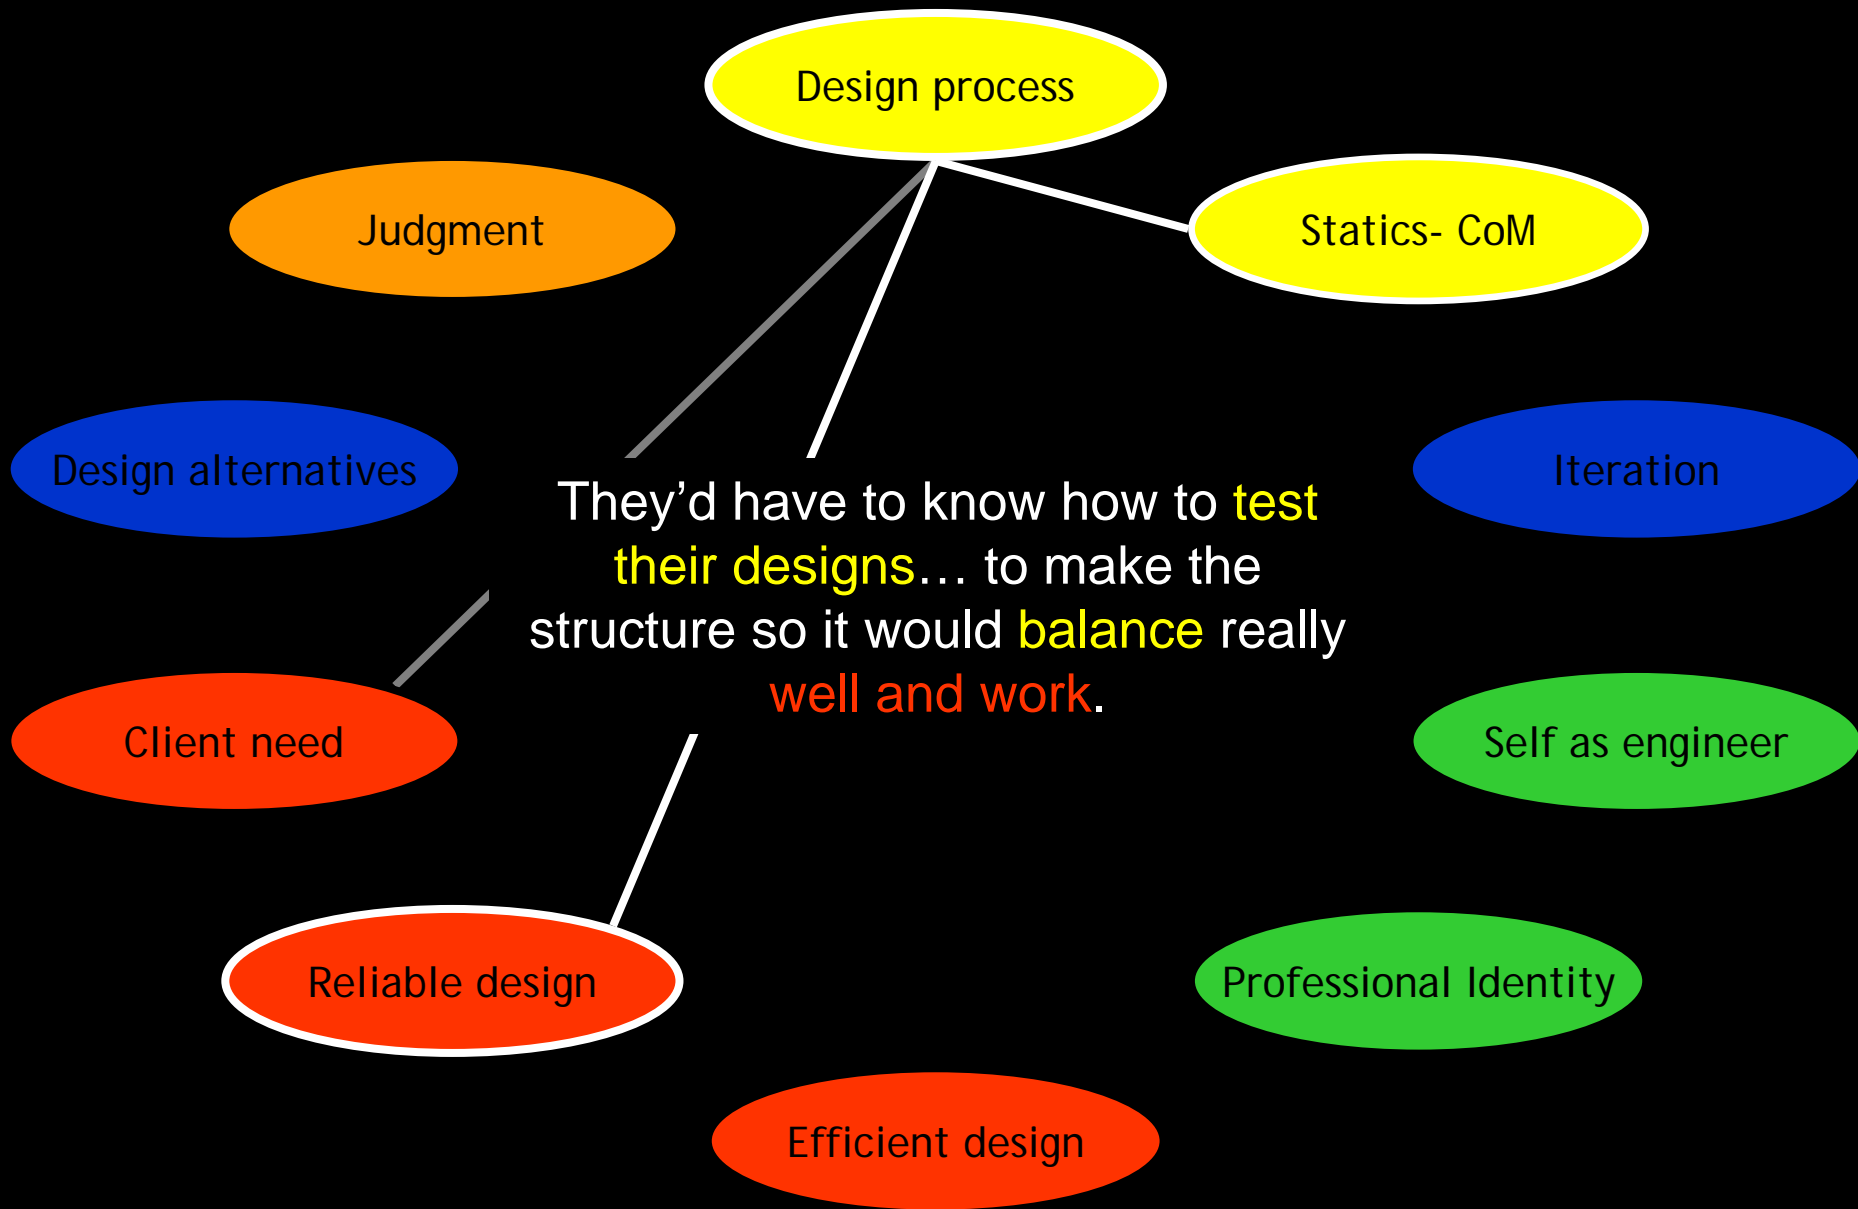 Design process
Judgment
Statics- CoM
Design alternatives
Iteration
They’d have to know how to test
their designs… to make the
structure so it would balance really
well and work.
Client need
Self as engineer
Reliable design
Professional Identity
Efficient design